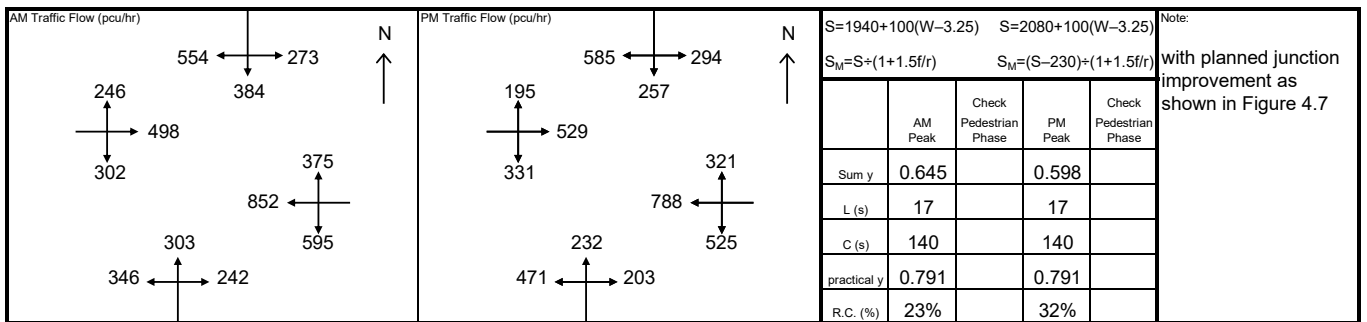 AM Traffic Flow (pcu/hr)
N
554 273
384
246
498
302
375
852
595
303
346 242
PM Traffic Flow (pcu/hr)
N
585 294
257
195
529
331
321
788
525
232
471 203
S=1940+100(W–3.25) S=2080+100(W–3.25)
S_M=S÷(1+1.5f/r) S_M=(S–230)÷(1+1.5f/r)
AM Peak Check Pedestrian Phase PM Peak Check Pedestrian Phase
Sum y 0.645 0.598
L (s) 17 17
C (s) 140 140
practical y 0.791 0.791
R.C. (%) 23% 32%
Note:
with planned junction
improvement as
shown in Figure 4.7